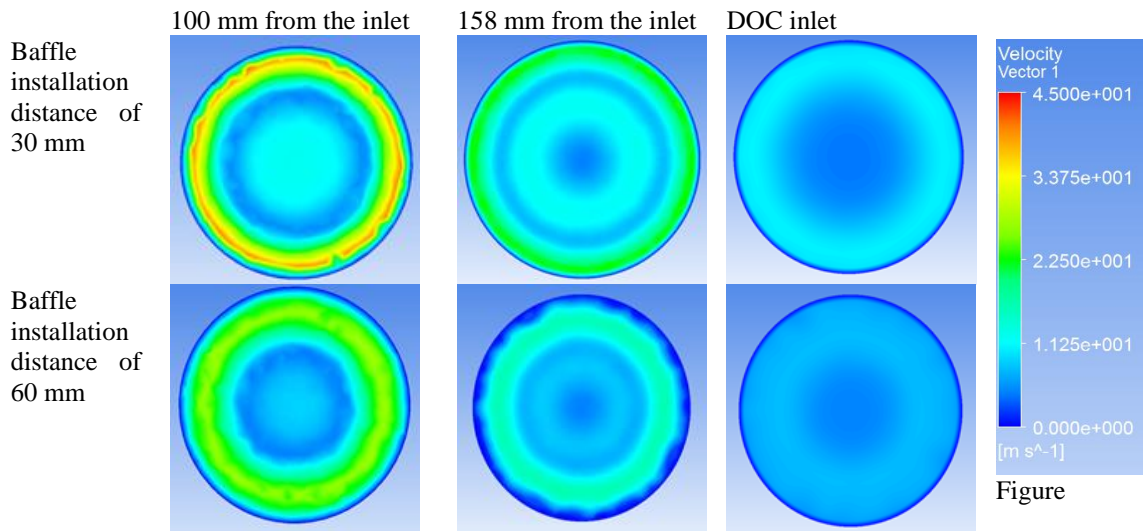 100 mm from the inlet
158 mm from the inlet
DOC inlet
Baffle
installation
distance of
30 mm
Baffle
installation
distance of
60 mm
Velocity
Vector 1
4.500e+001
3.375e+001
2.250e+001
1.125e+001
0.000e+000
[m s^-1]
Figure